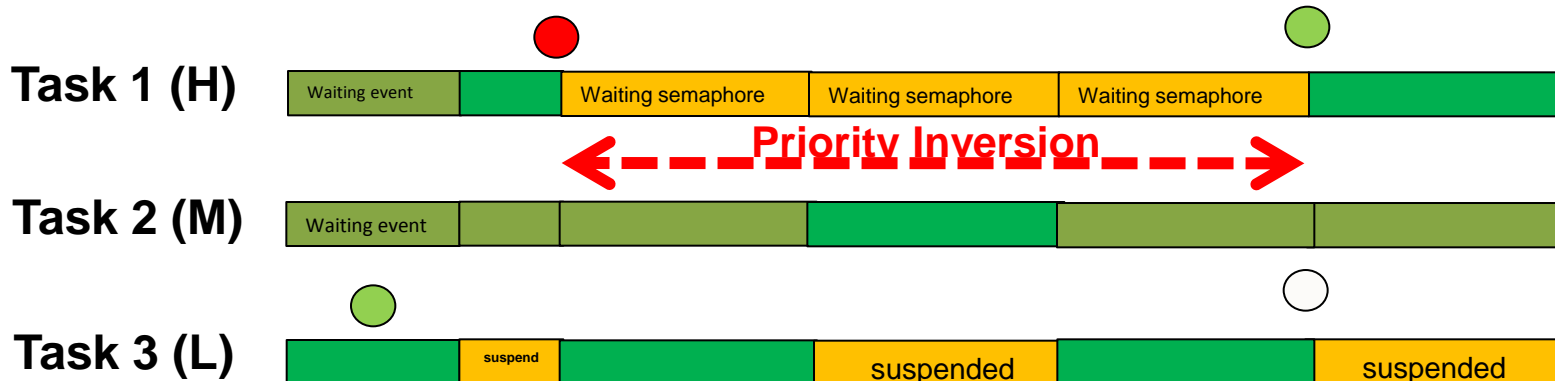 Task 1 (H)
Waiting event
Waiting semaphore
Waiting semaphore
Waiting semaphore
Priority Inversion
Task 2 (M)
Waiting event
Task 3 (L)
suspend
suspended
suspended